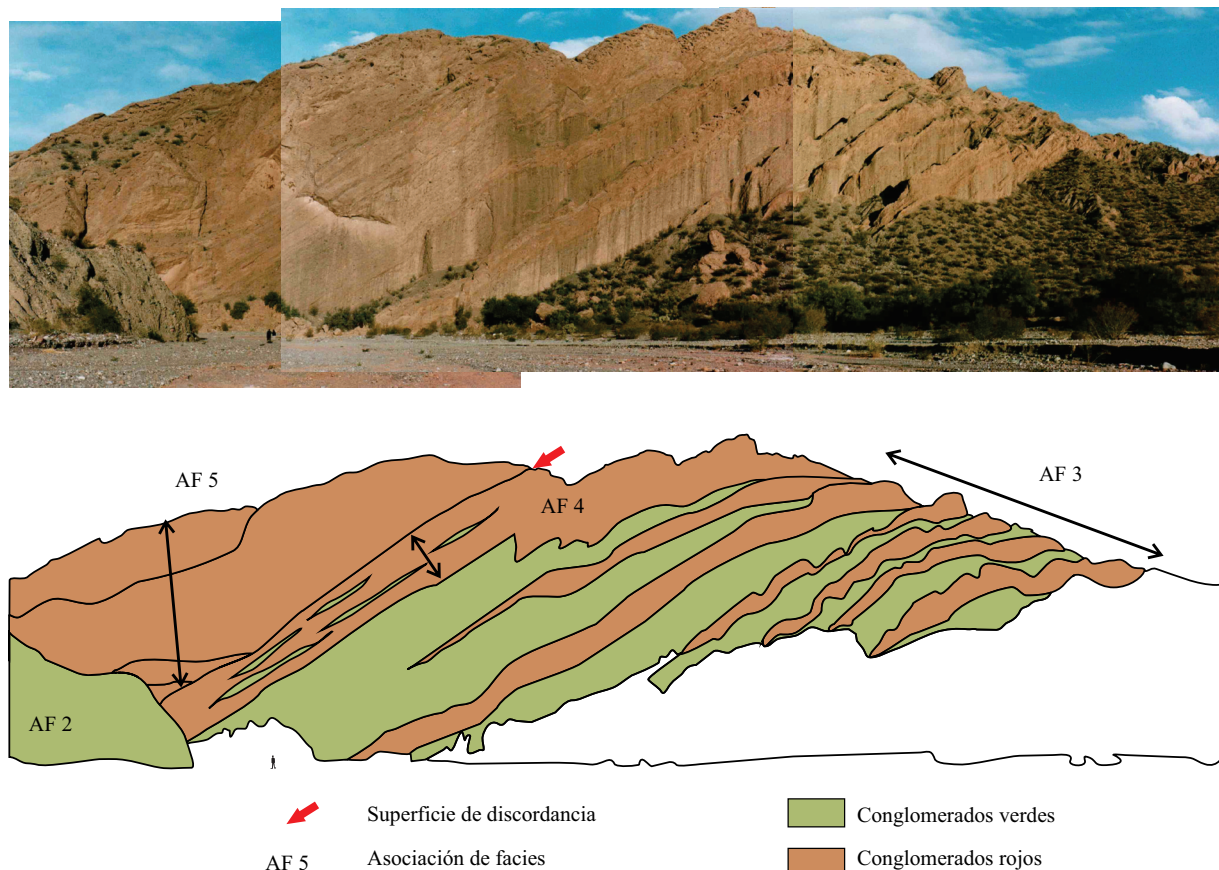 AF 5
AF 3
AF 4
AF 2
Superficie de discordancia
Conglomerados verdes
AF 5
Asociación de facies
Conglomerados rojos